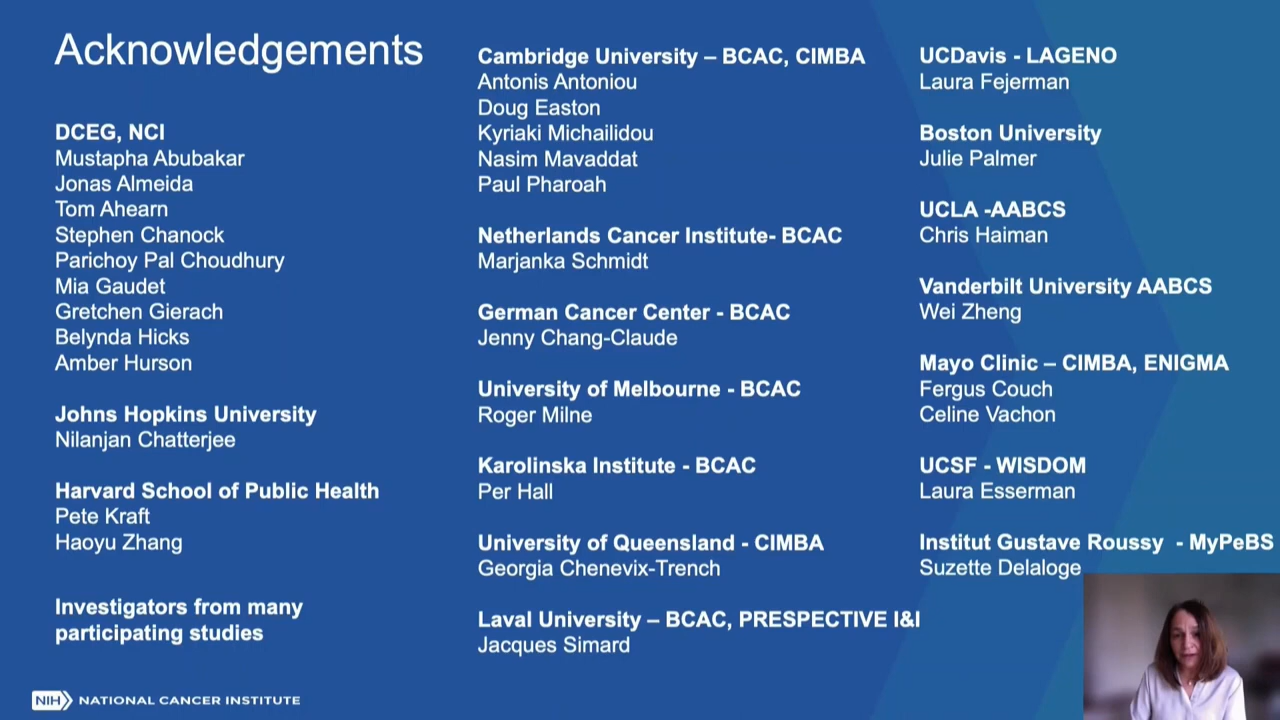 Acknowledgements
DCEG, NCI
Mustapha Abubakar
Jonas Almeida
Tom Ahearn
Stephen Chanock
Parichoy Pal Choudhury
Mia Gaudet
Gretchen Gierach
Belynda Hicks
Amber Hurson
Johns Hopkins University
Nilanjan Chatterjee
Harvard School of Public Health
Pete Kraft
Haoyu Zhang
Investigators from many
participating studies
Cambridge University – BCAC, CIMBA
Antonis Antoniou
Doug Easton
Kyriaki Michailidou
Nasim Mavaddat
Paul Pharoah
Netherlands Cancer Institute- BCAC
Marjanka Schmidt
German Cancer Center - BCAC
Jenny Chang-Claude
University of Melbourne - BCAC
Roger Milne
Karolinska Institute - BCAC
Per Hall
University of Queensland - CIMBA
Georgia Chenevix-Trench
Laval University – BCAC, PRESPECTIVE I&I
Jacques Simard
UCDavis - LAGENO
Laura Fejerman
Boston University
Julie Palmer
UCLA -AABCS
Chris Haiman
Vanderbilt University AABCS
Wei Zheng
Mayo Clinic – CIMBA, ENIGMA
Fergus Couch
Celine Vachon
UCSF - WISDOM
Laura Esserman
Institut Gustave Roussy - MyPeBS
Suzette Delaloge
NIH NATIONAL CANCER INSTITUTE